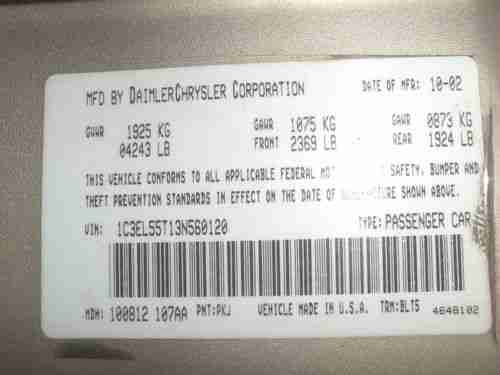 MFD BY DAIMLERCHRYSLER CORPORATION DATE OF MFR: 10-02
GVWR 1925 KG GAWR 1075 KG GAWR 0873 KG
04243 LB FRONT 2369 LB REAR 1924 LB
THIS VEHICLE CONFORMS TO ALL APPLICABLE FEDERAL SAFETY, BUMPER AND
THEFT PREVENTION STANDARDS IN EFFECT ON THE DATE OF SHOWN ABOVE.
VIN: 1C3EL55T13N560120 TYPE: PASSENGER CAR
MDH: 100812 107AA PNT:PKJ VEHICLE MADE IN U.S.A. TRM:BLT5 4648102